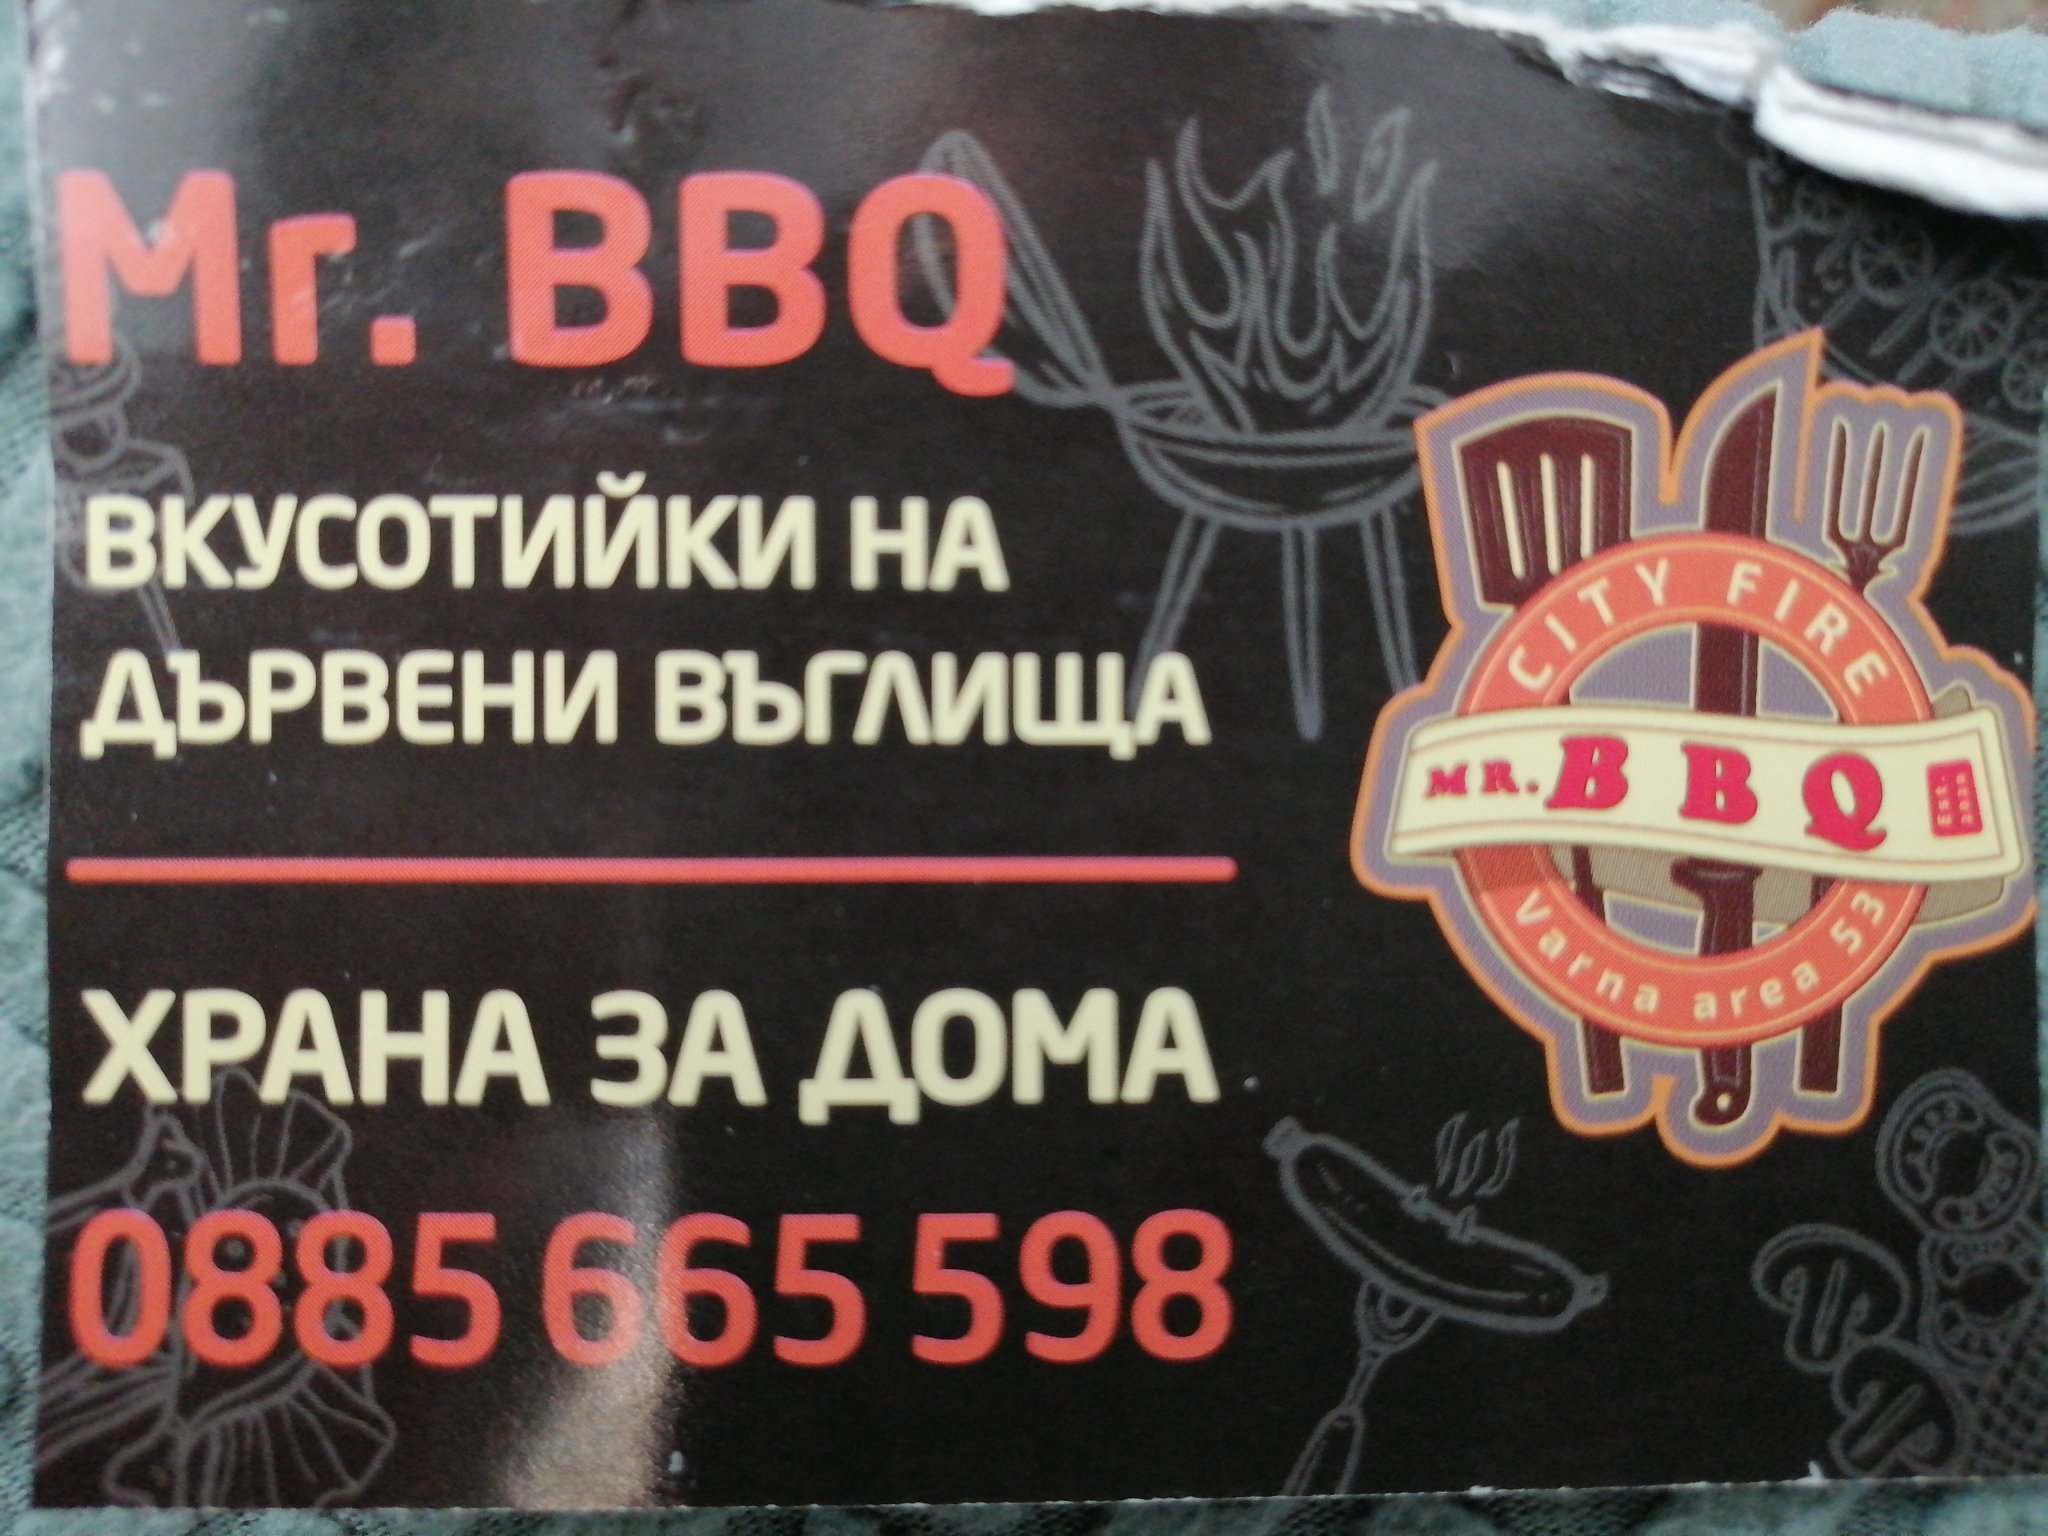 Mr. BBQ
ВКУСОТИЙКИ НА
ДЪРВЕНИ ВЪГЛИЩА
ХРАНА ЗА ДОМА
0885 665 598
CITY FIRE
MR. BBQ
Est.
Varna area 53